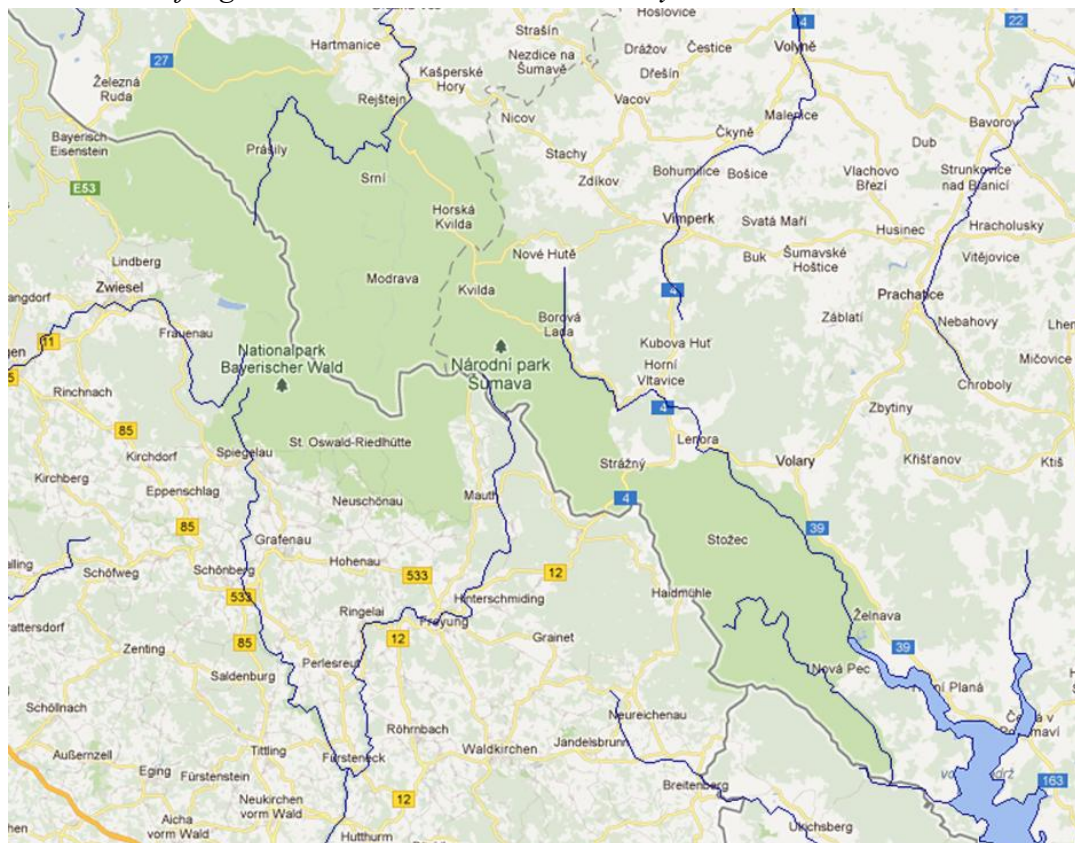 Strašín
Hoslovice
4
Volyně
22
Hartmanice
Nezdice na
Šumavě
Drážov
Čestice
27
Železná
Ruda
Kašperské
Hory
Dřešín
Rejštejn
Vacov
Malenice
Bavorov
Nicov
Čkyně
Bayerisch
Eisenstein
Prášily
Stachy
Dub
Srní
Zdíkov
Bohumilice
Bošice
Vlachovo
Březí
Strunkovice
nad Blanicí
E53
Horská
Kvilda
Vimperk
Svatá Maří
Husinec
Hracholusky
Lindberg
Nové Hutě
Buk
Šumavské
Hoštice
Vitějovice
Modrava
Zwiesel
Kvilda
4
Prachatice
Frauenau
Borová
Lada
Záblatí
Nebahovy
11
Nationalpark
Bayerischer Wald
Národní park
Šumava
Kubova Huť
Mičovice
Horní
Vltavice
Rinchnach
Chroboly
4
Zbytiny
85
St. Oswald-Riedlhütte
Lenora
Kirchdorf
Spiegelau
Strážný
Volary
Křišťanov
Ktiš
Kirchberg
Eppenschlag
Neuschönau
Mauth
4
85
39
Grafenau
Stožec
Schöfweg
Schönberg
Hohenau
533
12
Haidmühle
533
Ringelai
Hinterschmiding
Freyung
Želnava
12
Grainet
39
Zenting
85
Perlesreut
Nová Pec
Saldenburg
Neureichenau
Schöllnach
Röhrnbach
Waldkirchen
Jandelsbrunn
Außernzell
Tittling
Fürsteneck
Eging
Fürstenstein
Breitenberg
163
12
Neukirchen
vorm Wald
Aicha
vorm Wald
Hutthurm
Ulrichsberg